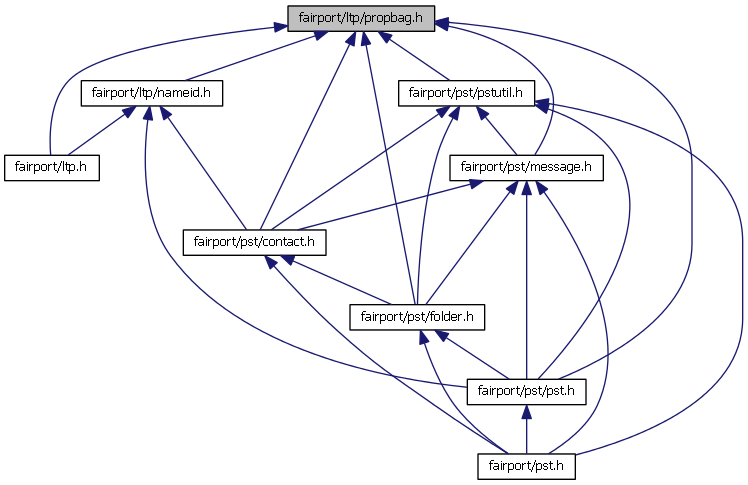 fairport/ltp/propbag.h
fairport/ltp/nameid.h
fairport/pst/pstutil.h
fairport/ltp.h
fairport/pst/message.h
fairport/pst/contact.h
fairport/pst/folder.h
fairport/pst/pst.h
fairport/pst.h